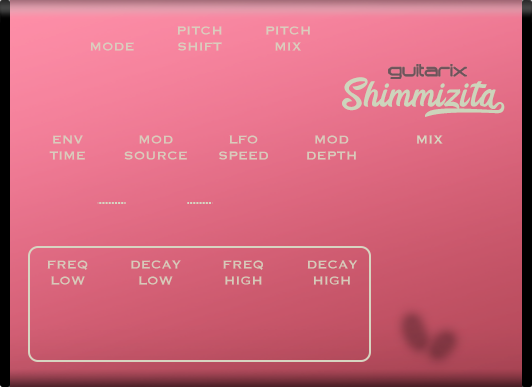 PITCH PITCH
MODE SHIFT MIX
guitarix
Shimmizita
ENV MOD LFO MOD MIX
TIME SOURCE SPEED DEPTH
FREQ DECAY FREQ DECAY
LOW LOW HIGH HIGH